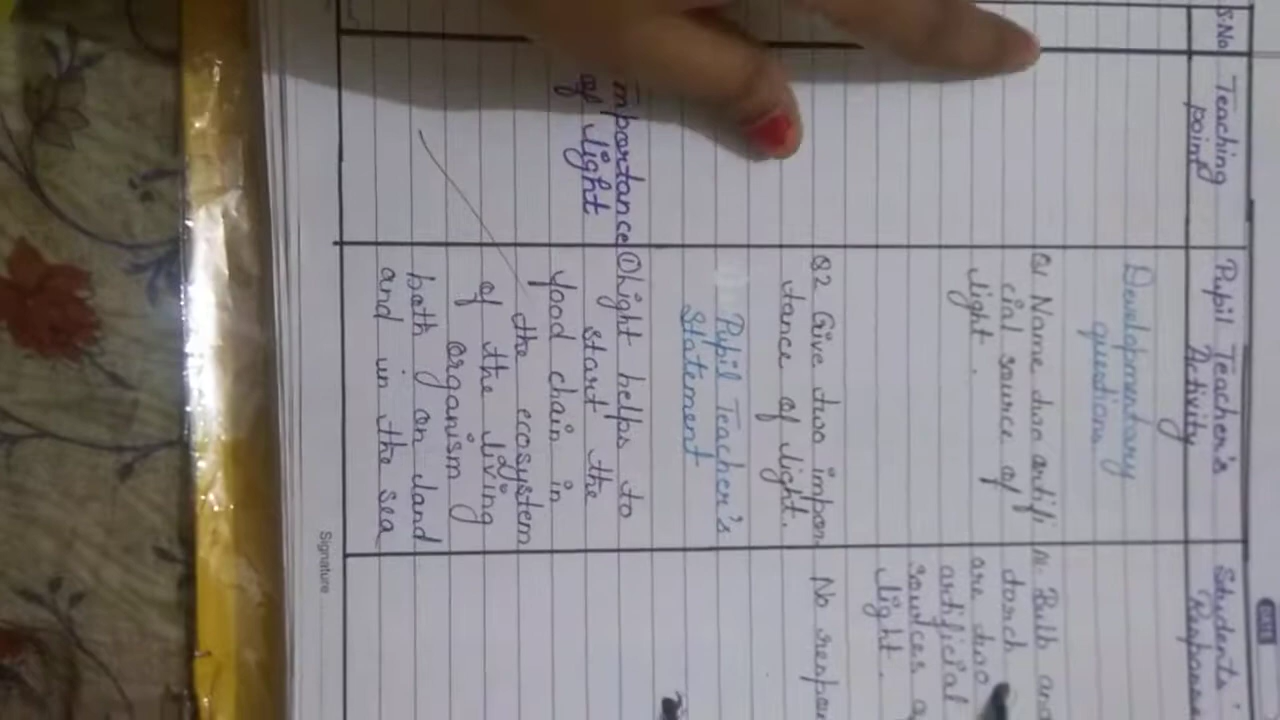 S.No
Teaching
point
Pupil Teacher's
Activity
Students'
Response
Developmentary
questions
Q1 Name two artifi
cial source of
light.
A. Bulb and
torch
are two
artificial
sources of
light.
Q2 Give two impor
tance of light.
No respon
Pupil Teacher's
Statement
mportance
of light
① Light helps to
start the
food chain in
the ecosystem
of the living
organism
both on land
and in the sea
Signature
DATE